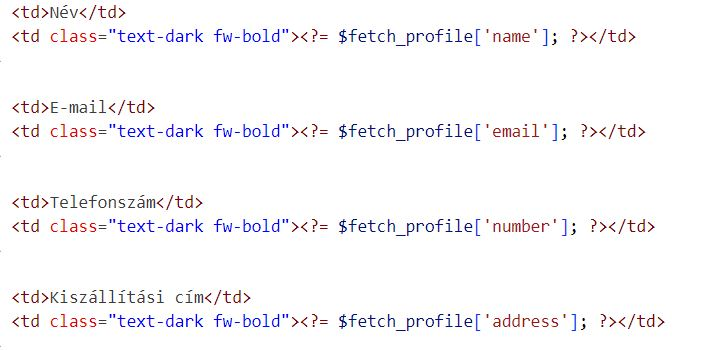 <td>Név</td>
<td class="text-dark fw-bold"><?= $fetch_profile['name']; ?></td>
<td>E-mail</td>
<td class="text-dark fw-bold"><?= $fetch_profile['email']; ?></td>
<td>Telefonszám</td>
<td class="text-dark fw-bold"><?= $fetch_profile['number']; ?></td>
<td>Kiszállítási cím</td>
<td class="text-dark fw-bold"><?= $fetch_profile['address']; ?></td>